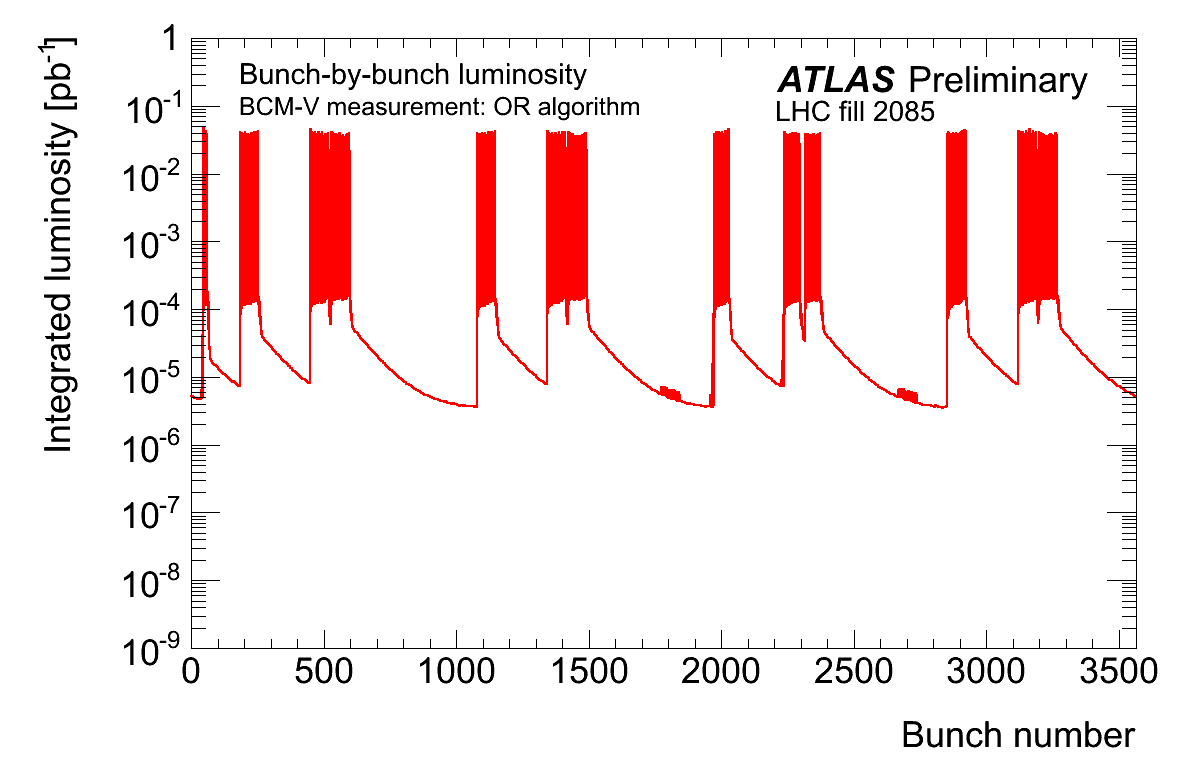 Integrated luminosity [pb⁻¹]
1
10⁻¹
10⁻²
10⁻³
10⁻⁴
10⁻⁵
10⁻⁶
10⁻⁷
10⁻⁸
10⁻⁹
Bunch-by-bunch luminosity
BCM-V measurement: OR algorithm
ATLAS Preliminary
LHC fill 2085
0 500 1000 1500 2000 2500 3000 3500
Bunch number